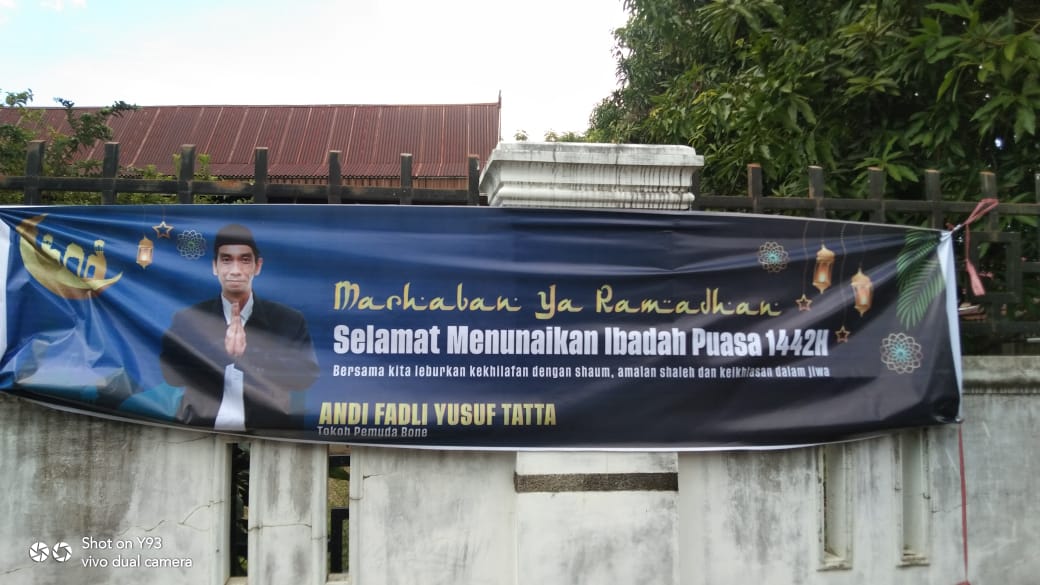 Marhaban Ya Ramadhan
Selamat Menunaikan Ibadah Puasa 1442H
Bersama kita leburkan kekhilafan dengan shaum, amalan shaleh dan keikhlasan dalam jiwa
ANDI FADLI YUSUF TATTA
Tokoh Pemuda Bone
Shot on Y93
vivo dual camera